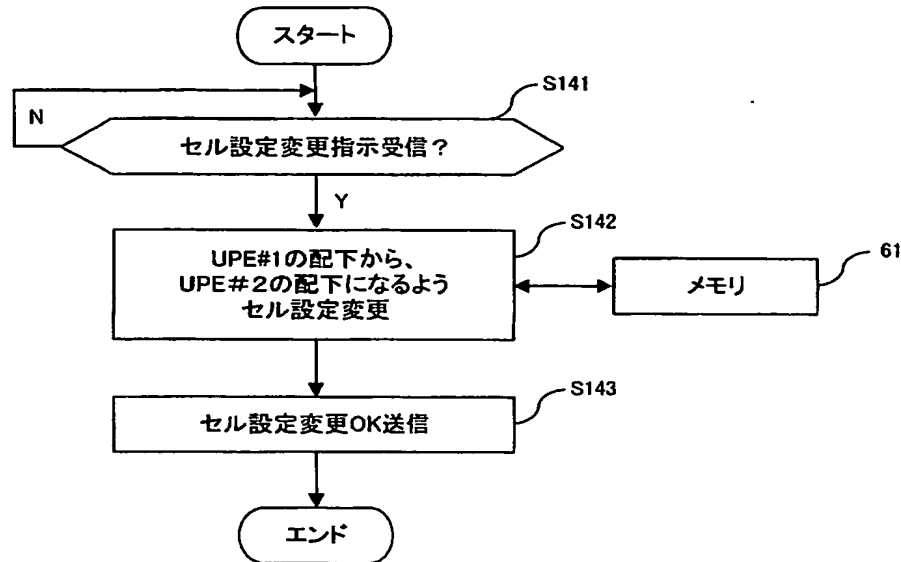 スタート
S141
N
セル設定変更指示受信？
Y
S142
UPE#1の配下から、
UPE＃2の配下になるよう
セル設定変更
61
メモリ
S143
セル設定変更OK送信
エンド